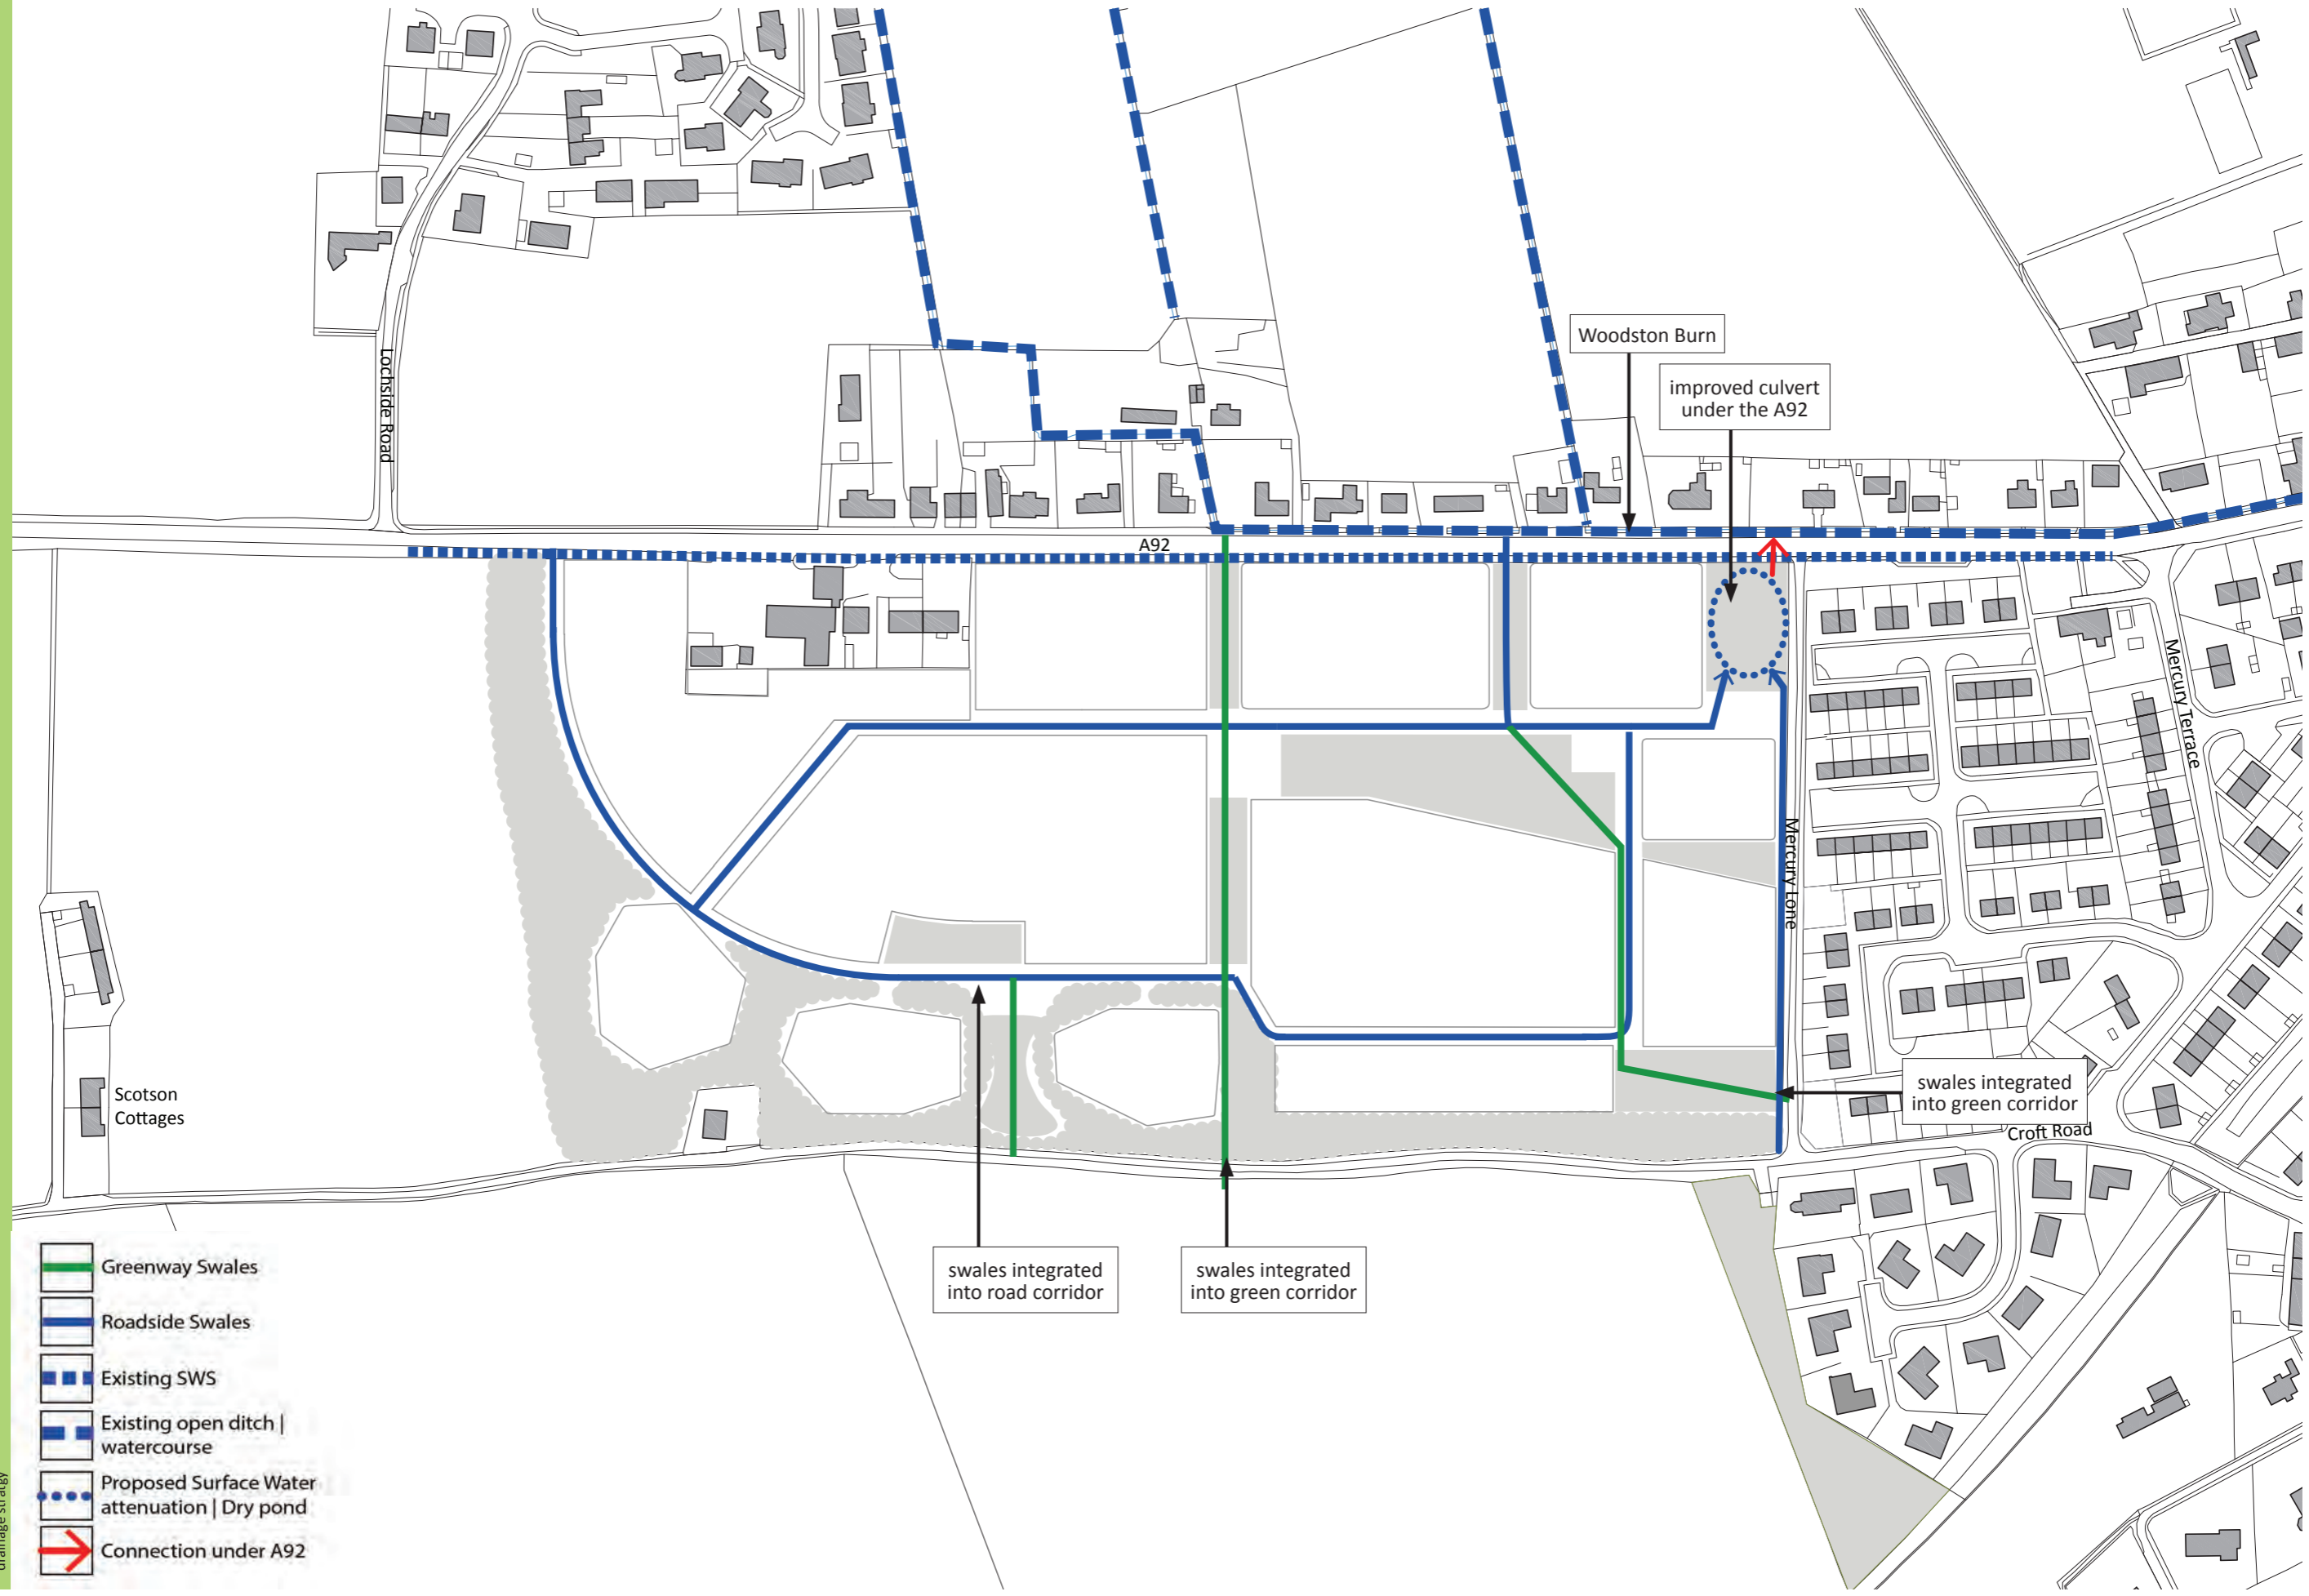 Woodston Burn
improved culvert
under the A92
Lochside Road
A92
Mercury Terrace
Mercury Lone
Scotson
Cottages
swales integrated
into green corridor
Croft Road
swales integrated
into road corridor
swales integrated
into green corridor
Greenway Swales
Roadside Swales
Existing SWS
Existing open ditch |
watercourse
Proposed Surface Water
attenuation | Dry pond
Connection under A92